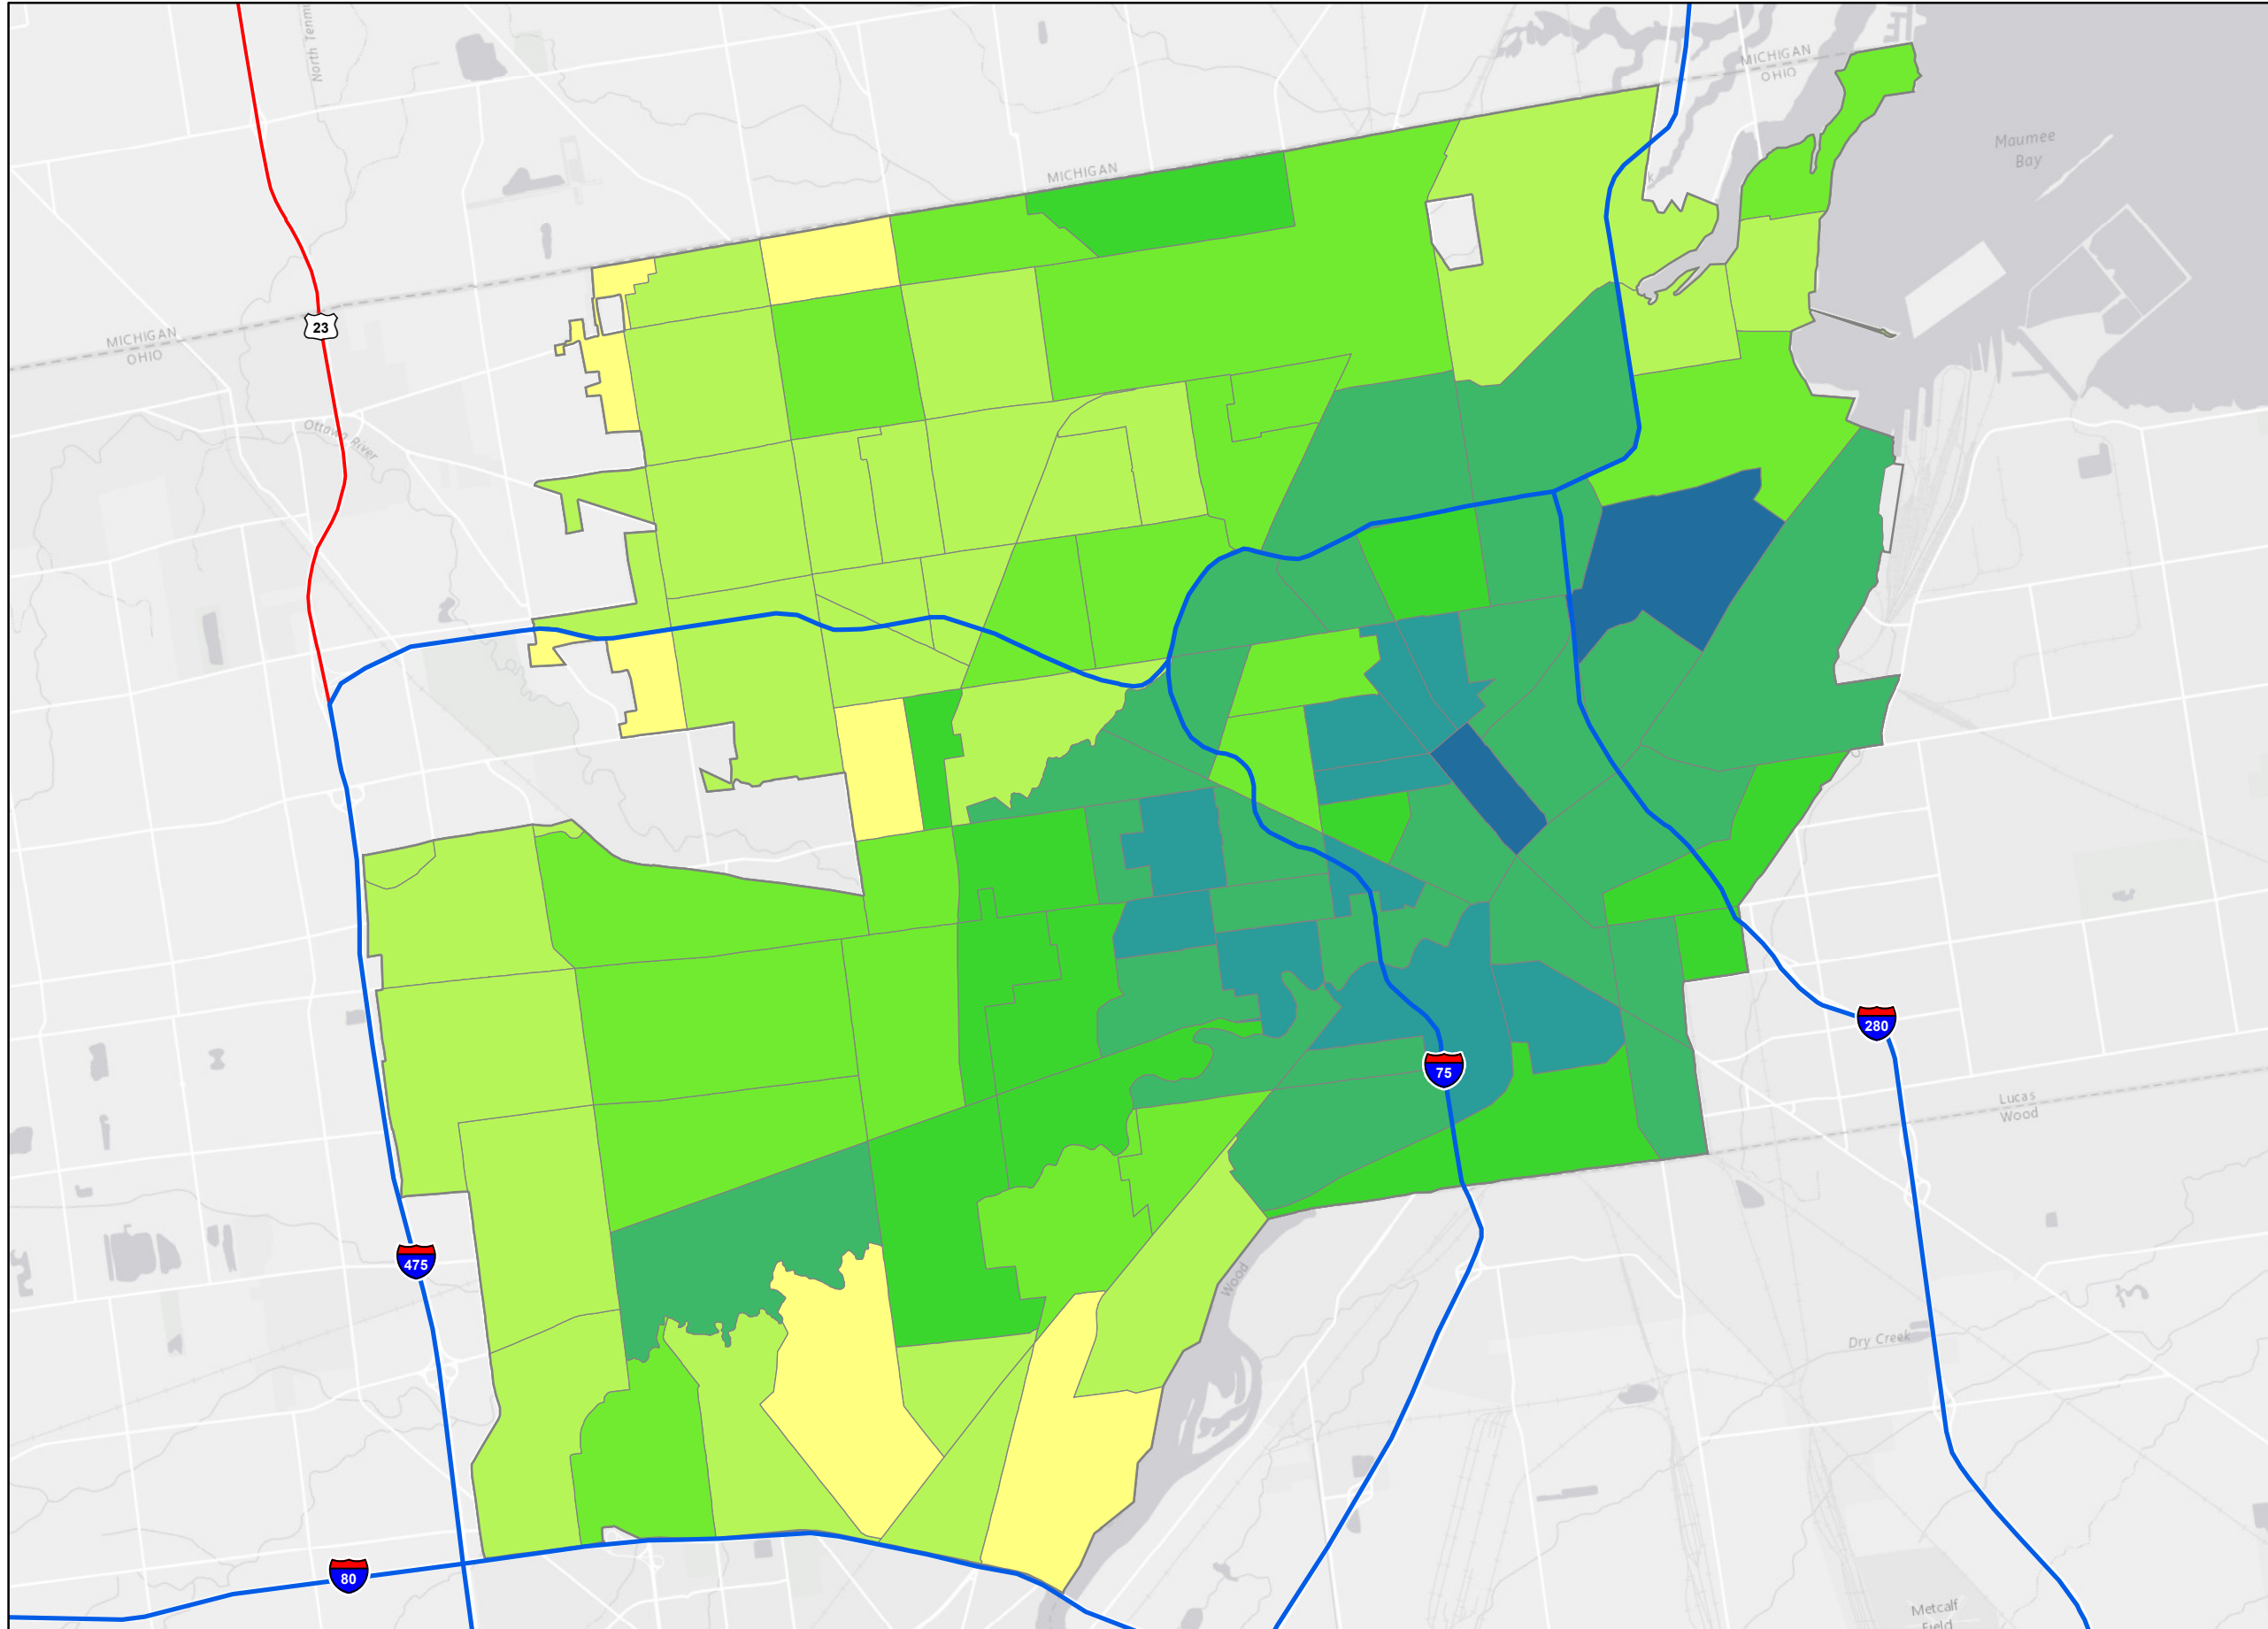 North Tenmi
MICHIGAN
OHIO
Maumee
Bay
MICHIGAN
23
MICHIGAN
OHIO
Ottawa River
280
75
Lucas
Wood
475
Wood
Dry Creek
80
Metcalf
Field